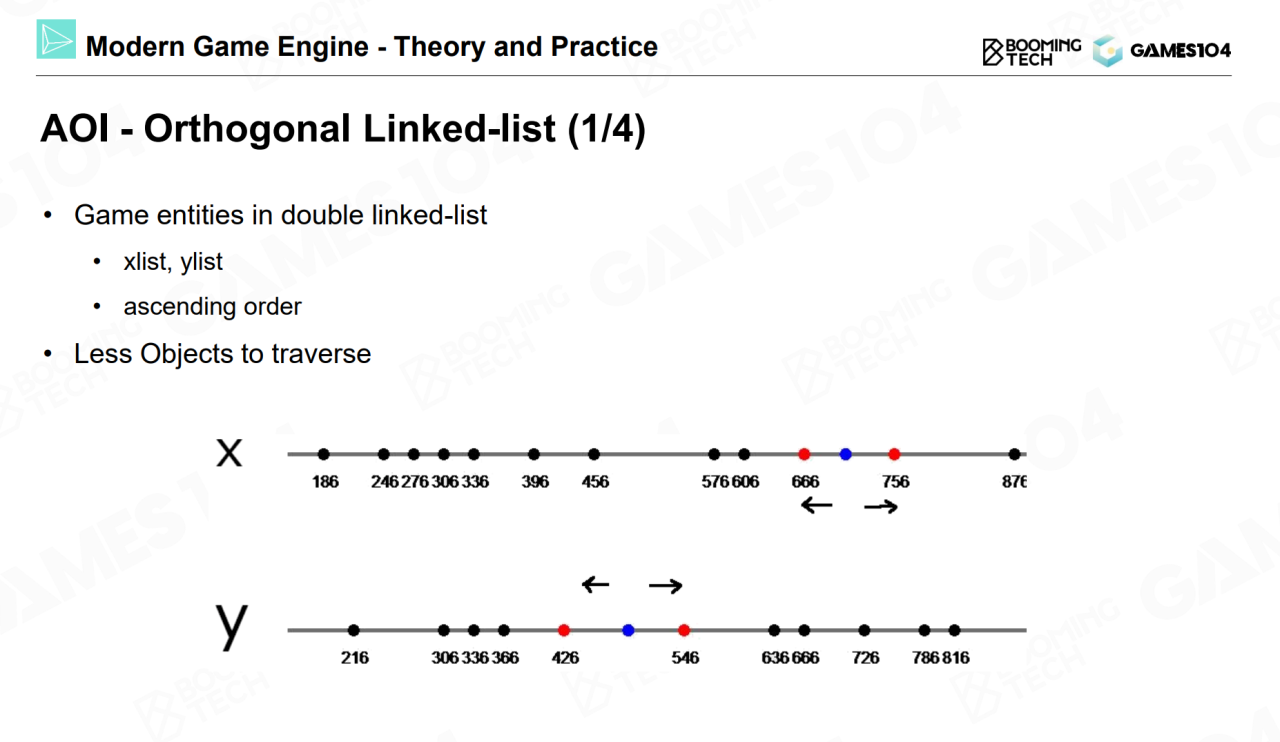 Modern Game Engine - Theory and Practice
BOOMING TECH
GAMES104
AOI - Orthogonal Linked-list (1/4)
• Game entities in double linked-list
• xlist, ylist
• ascending order
• Less Objects to traverse
x
186 246 276 306 336 396 456 576 606 666 756 876
y
216 306 336 366 426 546 636 666 726 786 816